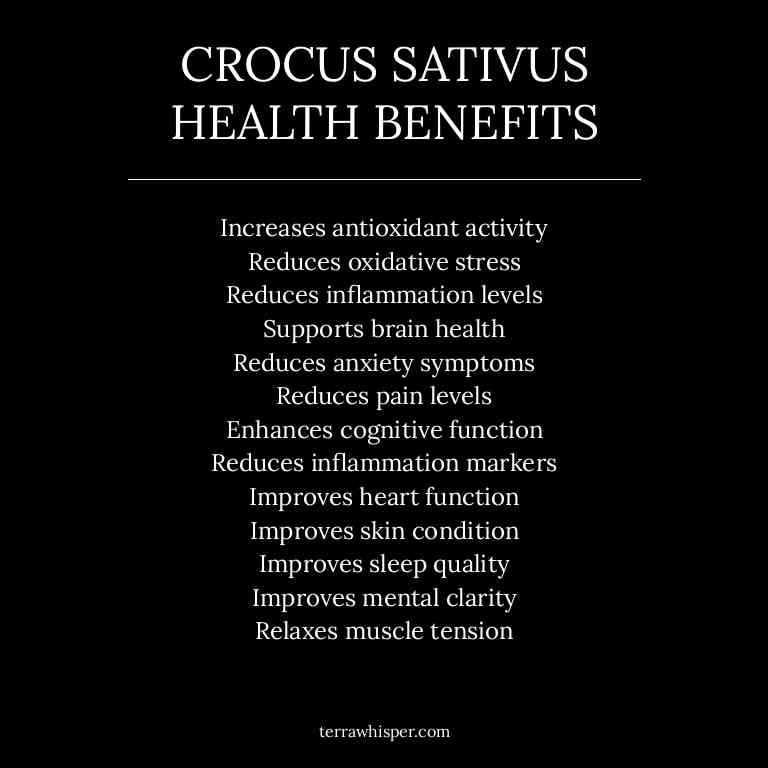 CROCUS SATIVUS
HEALTH BENEFITS
Increases antioxidant activity
Reduces oxidative stress
Reduces inflammation levels
Supports brain health
Reduces anxiety symptoms
Reduces pain levels
Enhances cognitive function
Reduces inflammation markers
Improves heart function
Improves skin condition
Improves sleep quality
Improves mental clarity
Relaxes muscle tension
terrawhisper.com